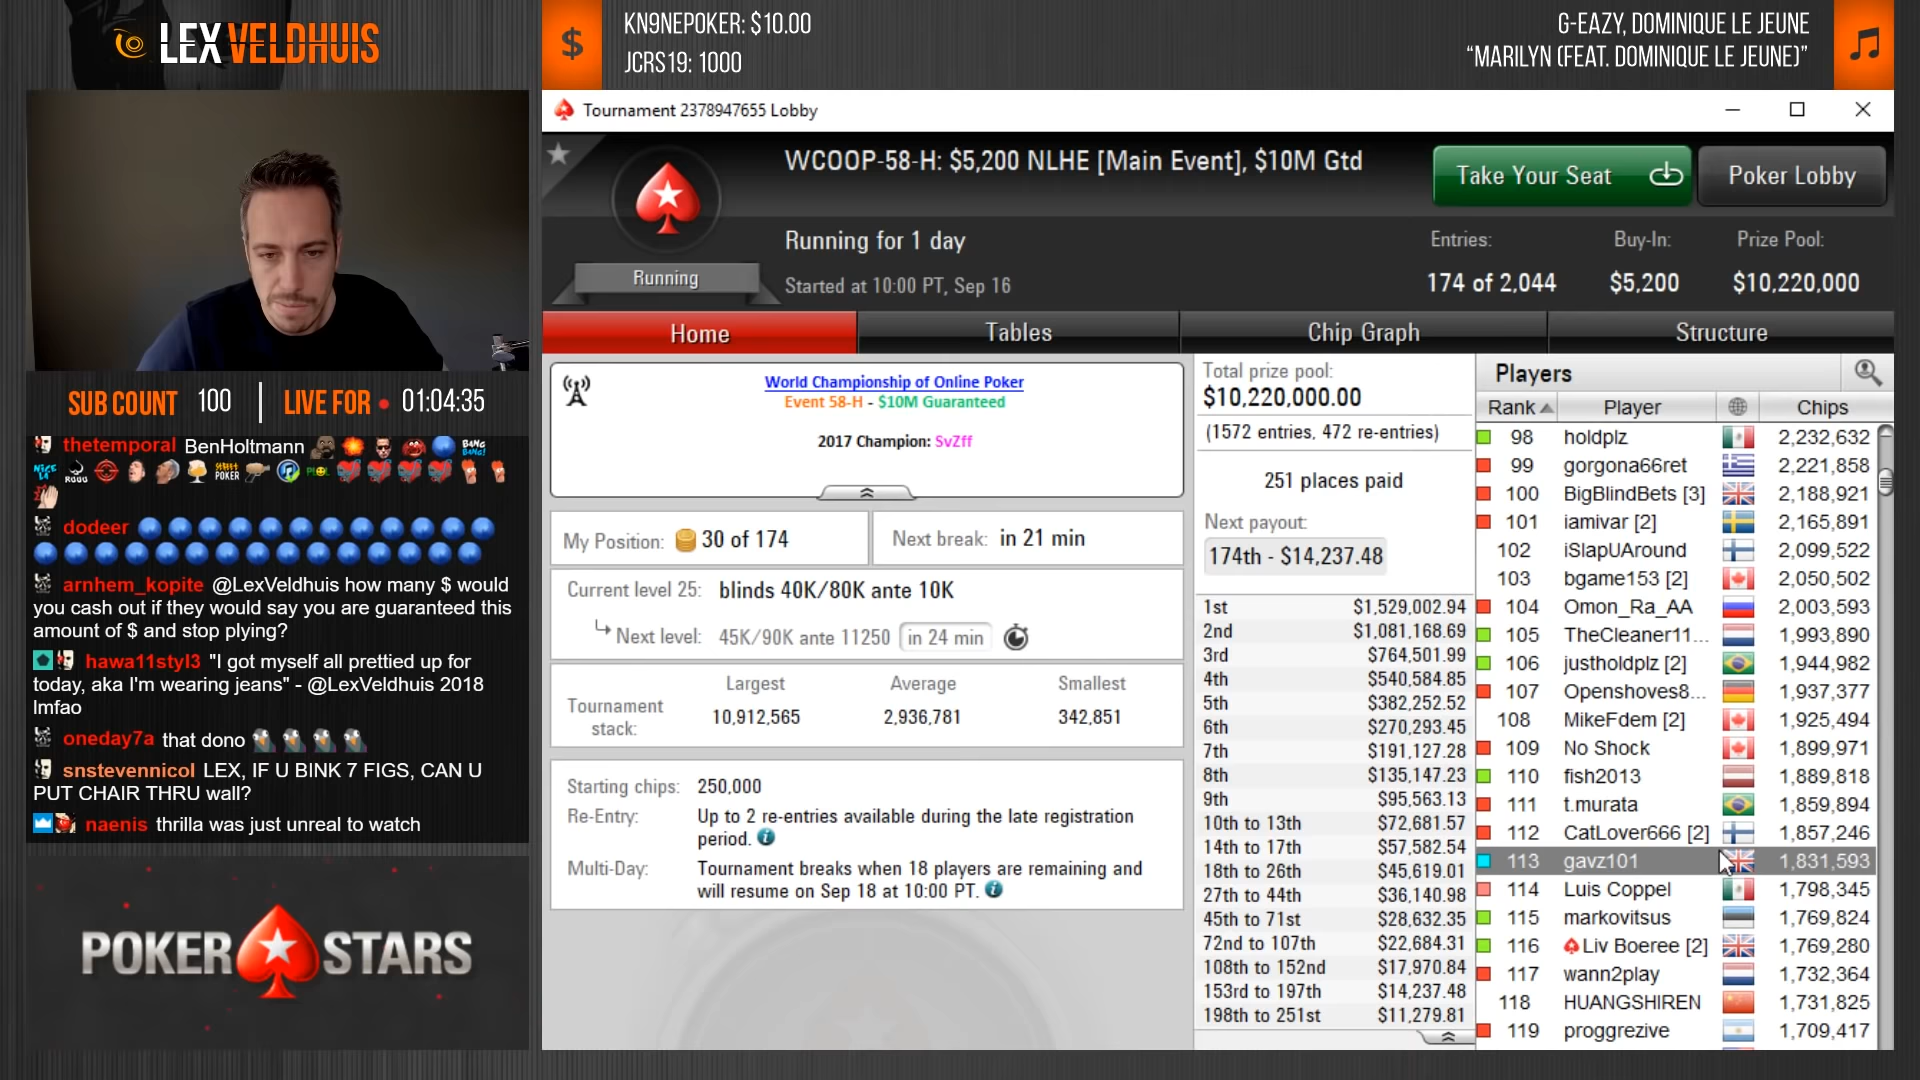 LEX VELDHUIS
$
KN9NEPOKER: $10.00
JCRS19: 1000
G-EAZY, DOMINIQUE LE JEUNE
"MARILYN (FEAT. DOMINIQUE LE JEUNE)"
SUB COUNT 100 | LIVE FOR 01:04:35
thetemporal BenHoltmann
dodeer
arnhem_kopite @LexVeldhuis how many $ would
you cash out if they would say you are guaranteed this
amount of $ and stop plying?
hawa11styl3 "I got myself all prettied up for
today, aka I'm wearing jeans" - @LexVeldhuis 2018
lmfao
oneday7a that dono
snstevennicol LEX, IF U BINK 7 FIGS, CAN U
PUT CHAIR THRU wall?
naenis thrilla was just unreal to watch
POKER STARS
Tournament 2378947655 Lobby
WCOOP-58-H: $5,200 NLHE [Main Event], $10M Gtd
Take Your Seat
Poker Lobby
Running
Running for 1 day
Started at 10:00 PT, Sep 16
Entries: Buy-In: Prize Pool:
174 of 2,044 $5,200 $10,220,000
Home Tables Chip Graph Structure
World Championship of Online Poker
Event 58-H - $10M Guaranteed
2017 Champion: SvZff
My Position: 30 of 174
Next break: in 21 min
Current level 25: blinds 40K/80K ante 10K
Next level: 45K/90K ante 11250 in 24 min
Largest Average Smallest
Tournament
stack:
10,912,565 2,936,781 342,851
Starting chips: 250,000
Re-Entry: Up to 2 re-entries available during the late registration
period.
Multi-Day: Tournament breaks when 18 players are remaining and
will resume on Sep 18 at 10:00 PT.
Total prize pool:
$10,220,000.00
(1572 entries, 472 re-entries)
251 places paid
Next payout:
174th - $14,237.48
1st $1,529,002.94
2nd $1,081,168.69
3rd $764,501.99
4th $540,584.85
5th $382,252.52
6th $270,293.45
7th $191,127.28
8th $135,147.23
9th $95,563.13
10th to 13th $72,681.57
14th to 17th $57,582.54
18th to 26th $45,619.01
27th to 44th $36,140.98
45th to 71st $28,632.35
72nd to 107th $22,684.31
108th to 152nd $17,970.84
153rd to 197th $14,237.48
198th to 251st $11,279.81
Players
Rank Player Chips
98 holdplz 2,232,632
99 gorgona66ret 2,221,858
100 BigBlindBets [3] 2,188,921
101 iamivar [2] 2,165,891
102 iSlapUAround 2,099,522
103 bgame153 [2] 2,050,502
104 Omon_Ra_AA 2,003,593
105 TheCleaner11... 1,993,890
106 justholdplz [2] 1,944,982
107 Openshoves8... 1,937,377
108 MikeFdem [2] 1,925,494
109 No Shock 1,899,971
110 fish2013 1,889,818
111 t.murata 1,859,894
112 CatLover666 [2] 1,857,246
113 gavz101 1,831,593
114 Luis Coppel 1,798,345
115 markovitsus 1,769,824
116 Liv Boeree [2] 1,769,280
117 wann2play 1,732,364
118 HUANGSHIREN 1,731,825
119 proggrezive 1,709,417